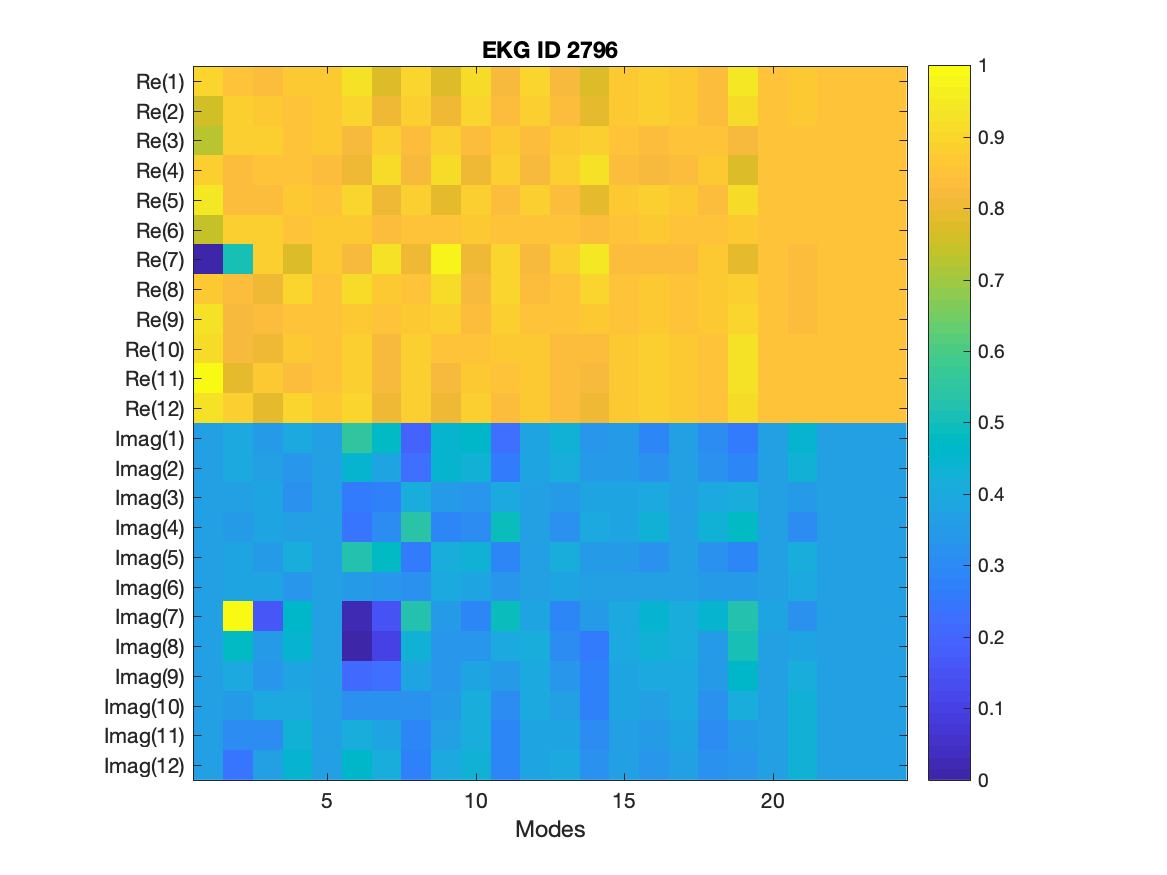 EKG ID 2796
Re(1)
Re(2)
Re(3)
Re(4)
Re(5)
Re(6)
Re(7)
Re(8)
Re(9)
Re(10)
Re(11)
Re(12)
Imag(1)
Imag(2)
Imag(3)
Imag(4)
Imag(5)
Imag(6)
Imag(7)
Imag(8)
Imag(9)
Imag(10)
Imag(11)
Imag(12)
5 10 15 20
Modes
1
0.9
0.8
0.7
0.6
0.5
0.4
0.3
0.2
0.1
0